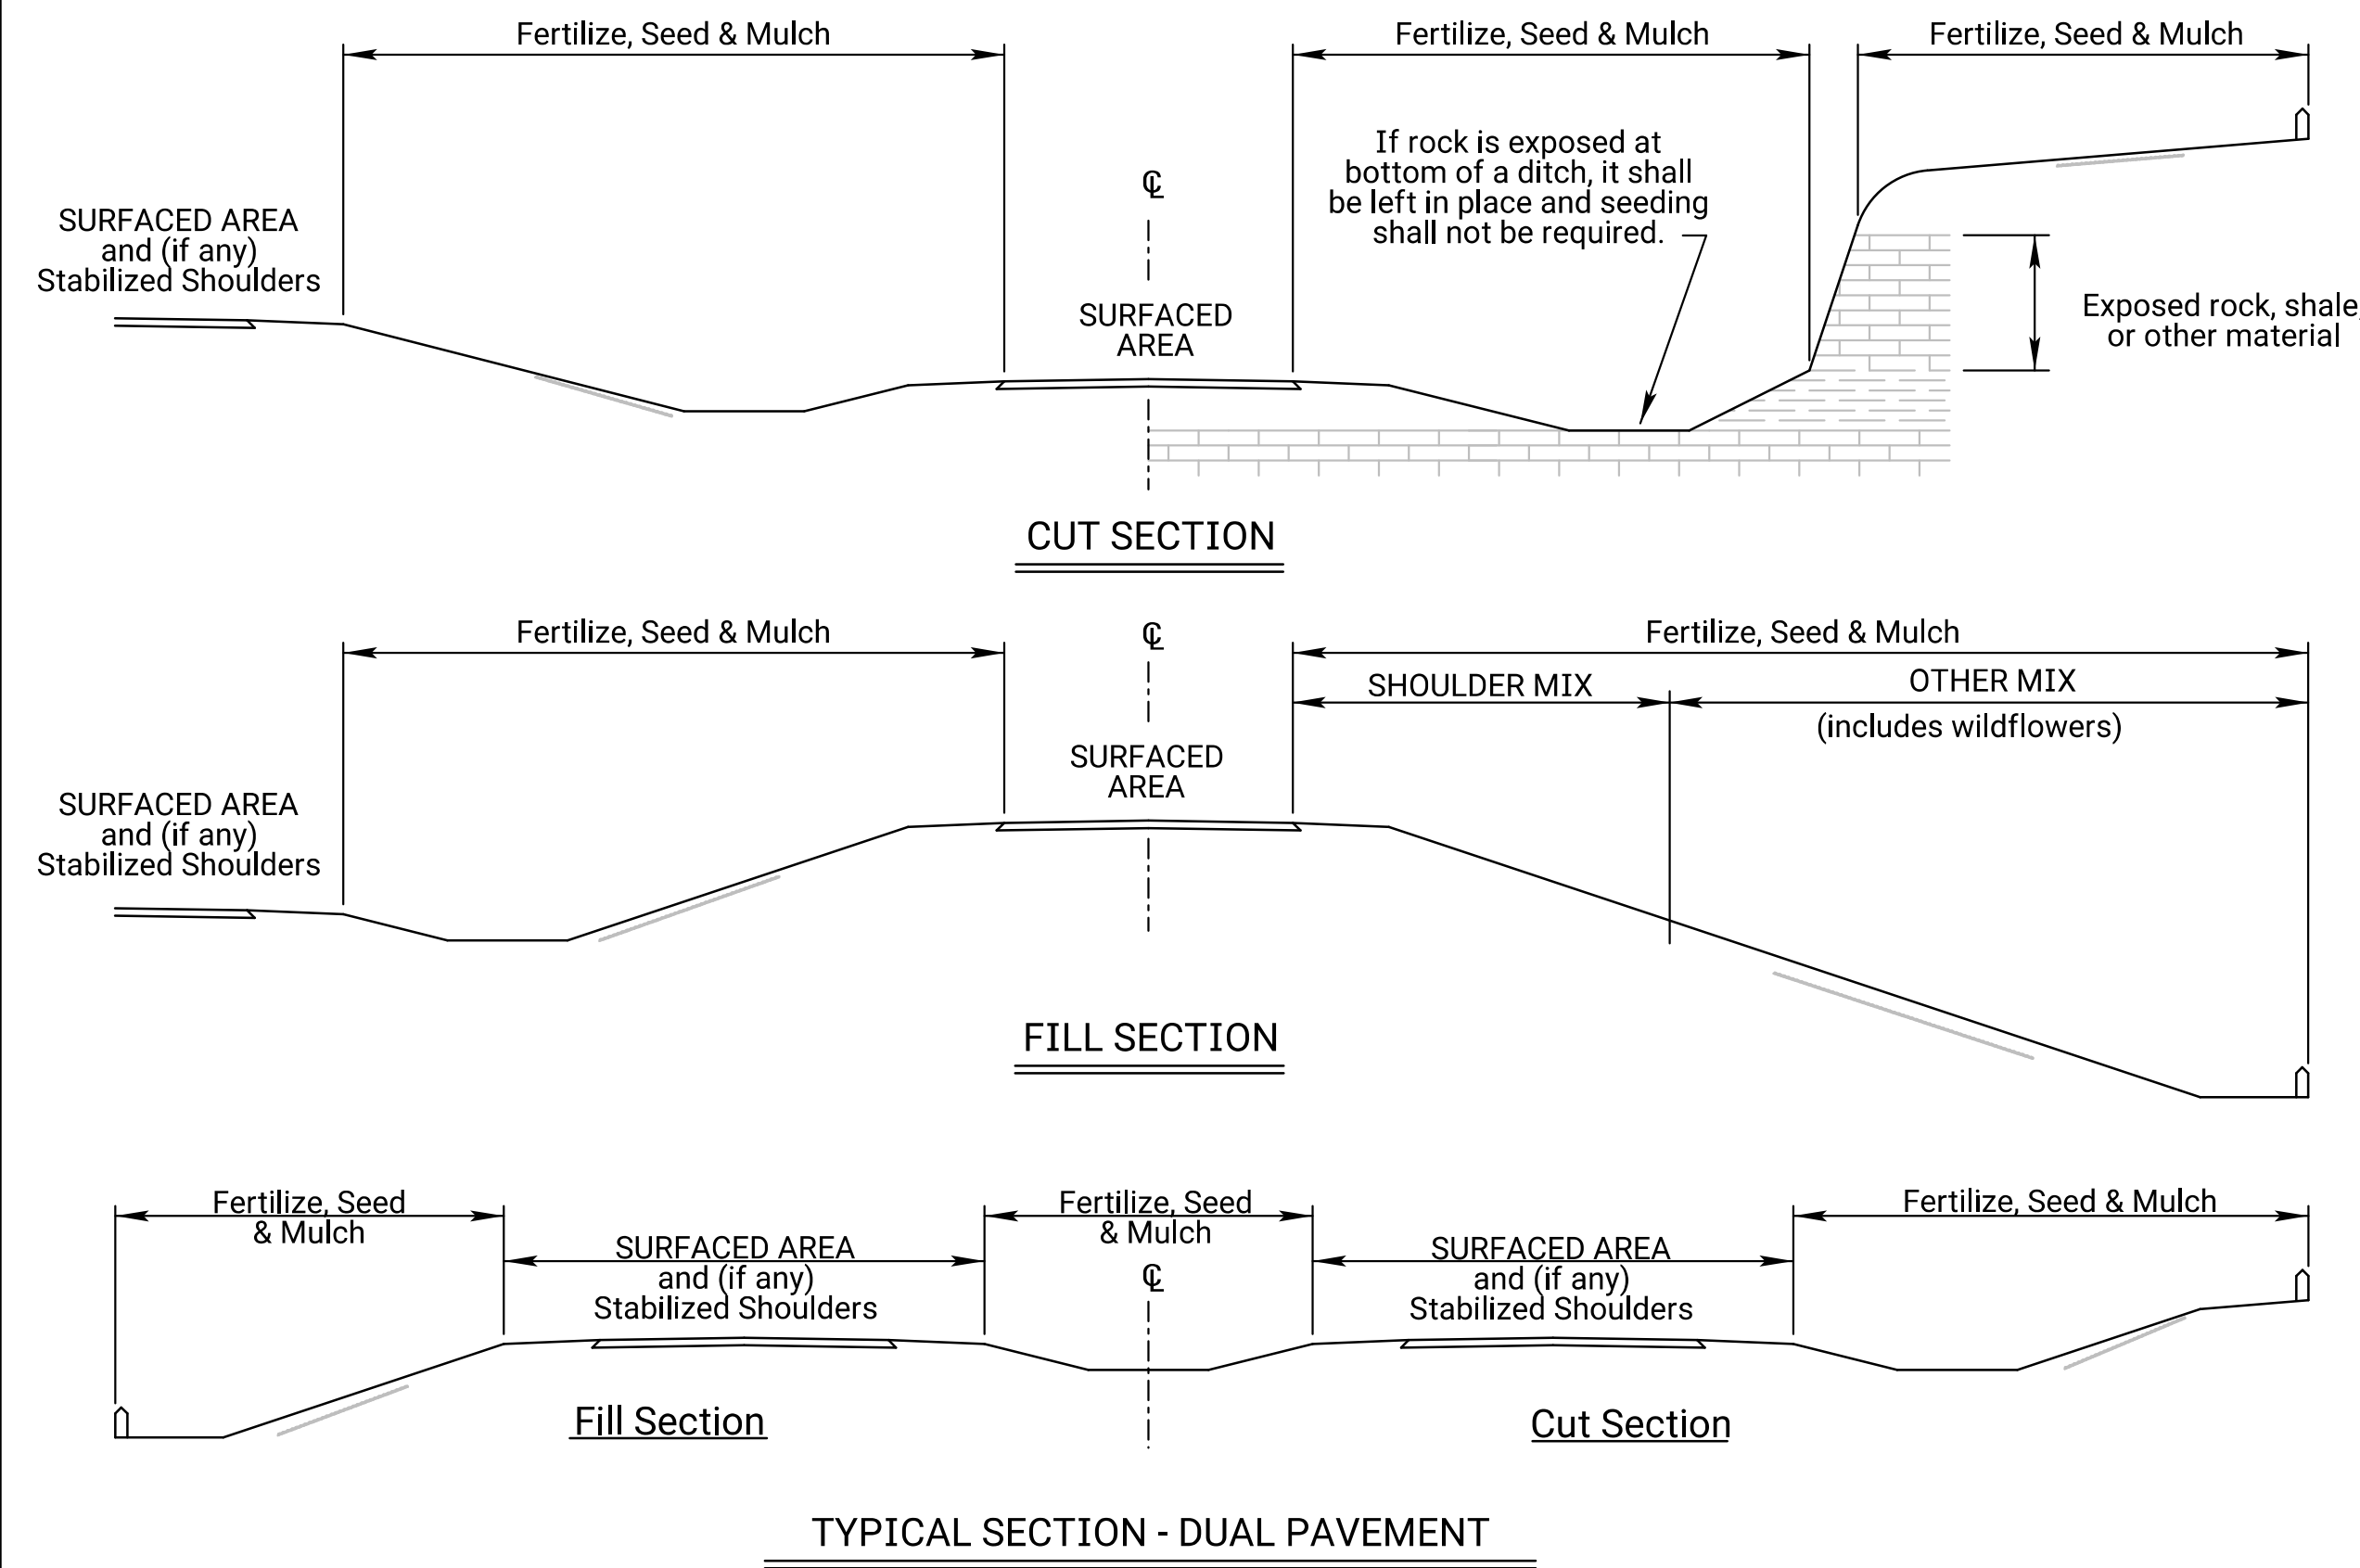 Fertilize, Seed & Mulch
Fertilize, Seed & Mulch
Fertilize, Seed & Mulch
If rock is exposed at
bottom of a ditch, it shall
be left in place and seeding
shall not be required.
℄
SURFACED AREA
and (if any)
Stabilized Shoulders
SURFACED
AREA
Exposed rock, shale,
or other material
CUT SECTION
Fertilize, Seed & Mulch
℄
Fertilize, Seed & Mulch
SHOULDER MIX
OTHER MIX
(includes wildflowers)
SURFACED
AREA
SURFACED AREA
and (if any)
Stabilized Shoulders
FILL SECTION
Fertilize, Seed
& Mulch
Fertilize, Seed
& Mulch
Fertilize, Seed & Mulch
SURFACED AREA
and (if any)
Stabilized Shoulders
℄
SURFACED AREA
and (if any)
Stabilized Shoulders
Fill Section
Cut Section
TYPICAL SECTION - DUAL PAVEMENT